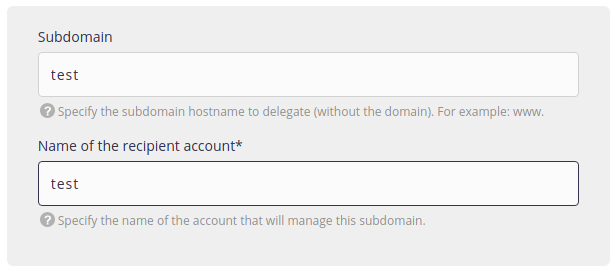 Subdomain
test
? Specify the subdomain hostname to delegate (without the domain). For example: www.
Name of the recipient account*
test
? Specify the name of the account that will manage this subdomain.